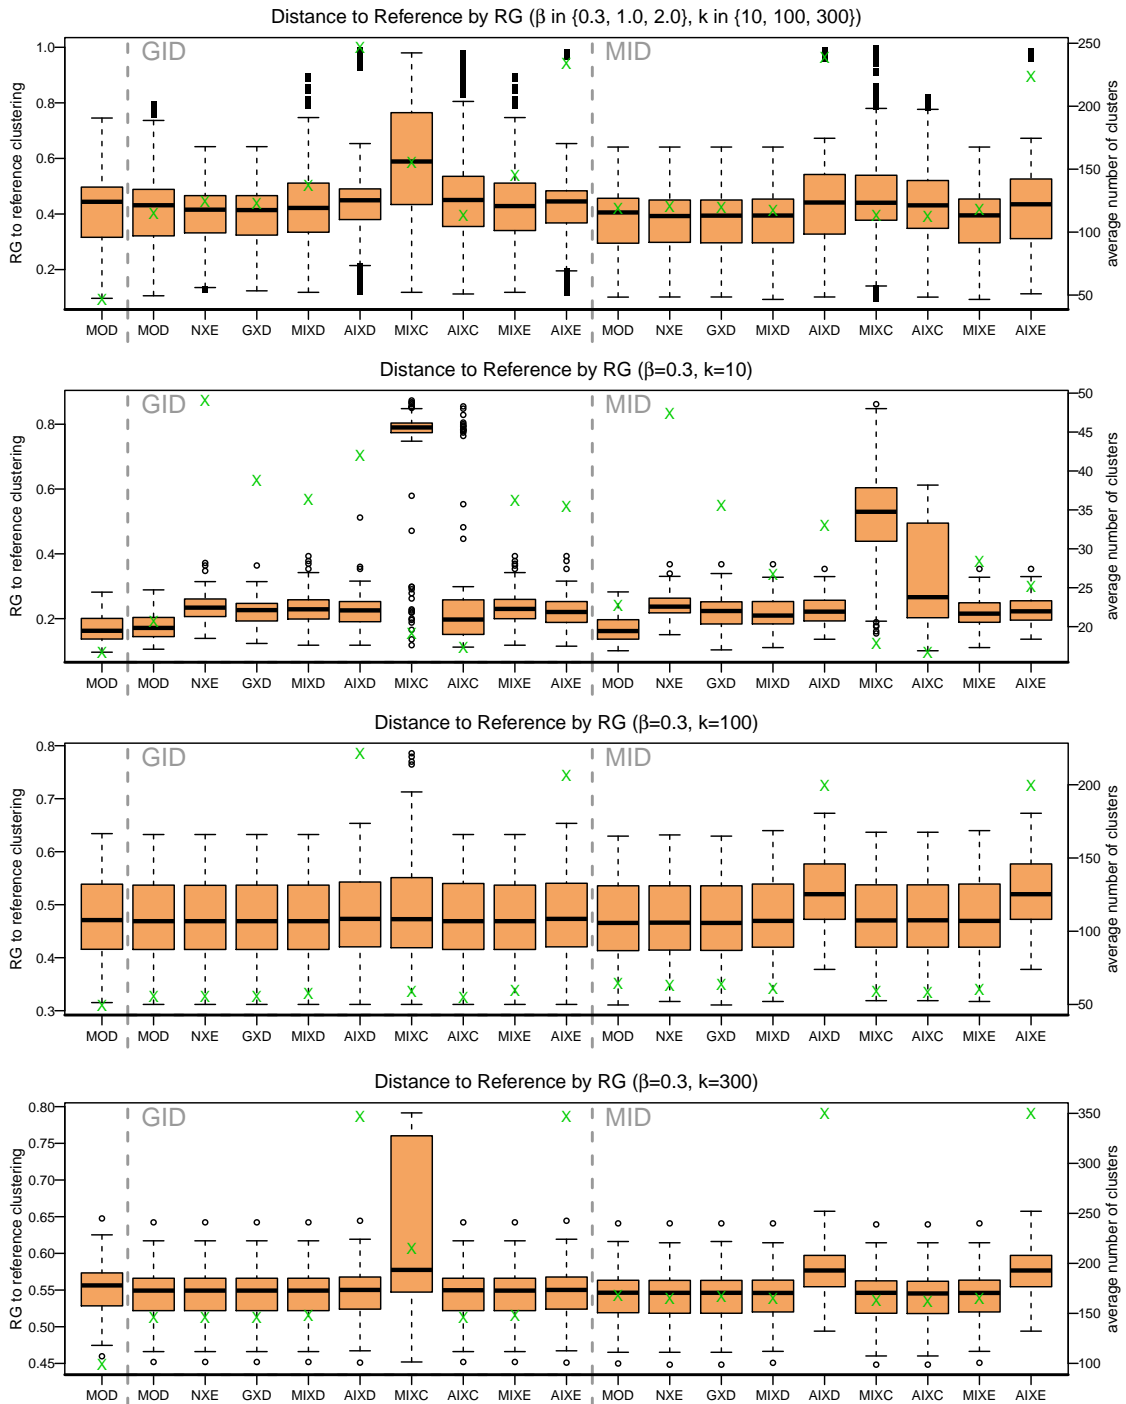 Distance to Reference by RG (β in {0.3, 1.0, 2.0}, k in {10, 100, 300})
GID
MID
RG to reference clustering
average number of clusters
1.0
0.8
0.6
0.4
0.2
250
200
150
100
50
MOD MOD NXE GXD MIXD AIXD MIXC AIXC MIXE AIXE MOD NXE GXD MIXD AIXD MIXC AIXC MIXE AIXE
Distance to Reference by RG (β=0.3, k=10)
GID
MID
RG to reference clustering
average number of clusters
0.8
0.6
0.4
0.2
50
45
40
35
30
25
20
MOD MOD NXE GXD MIXD AIXD MIXC AIXC MIXE AIXE MOD NXE GXD MIXD AIXD MIXC AIXC MIXE AIXE
Distance to Reference by RG (β=0.3, k=100)
GID
MID
RG to reference clustering
average number of clusters
0.8
0.7
0.6
0.5
0.4
0.3
200
150
100
50
MOD MOD NXE GXD MIXD AIXD MIXC AIXC MIXE AIXE MOD NXE GXD MIXD AIXD MIXC AIXC MIXE AIXE
Distance to Reference by RG (β=0.3, k=300)
GID
MID
RG to reference clustering
average number of clusters
0.80
0.75
0.70
0.65
0.60
0.55
0.50
0.45
350
300
250
200
150
100
MOD MOD NXE GXD MIXD AIXD MIXC AIXC MIXE AIXE MOD NXE GXD MIXD AIXD MIXC AIXC MIXE AIXE